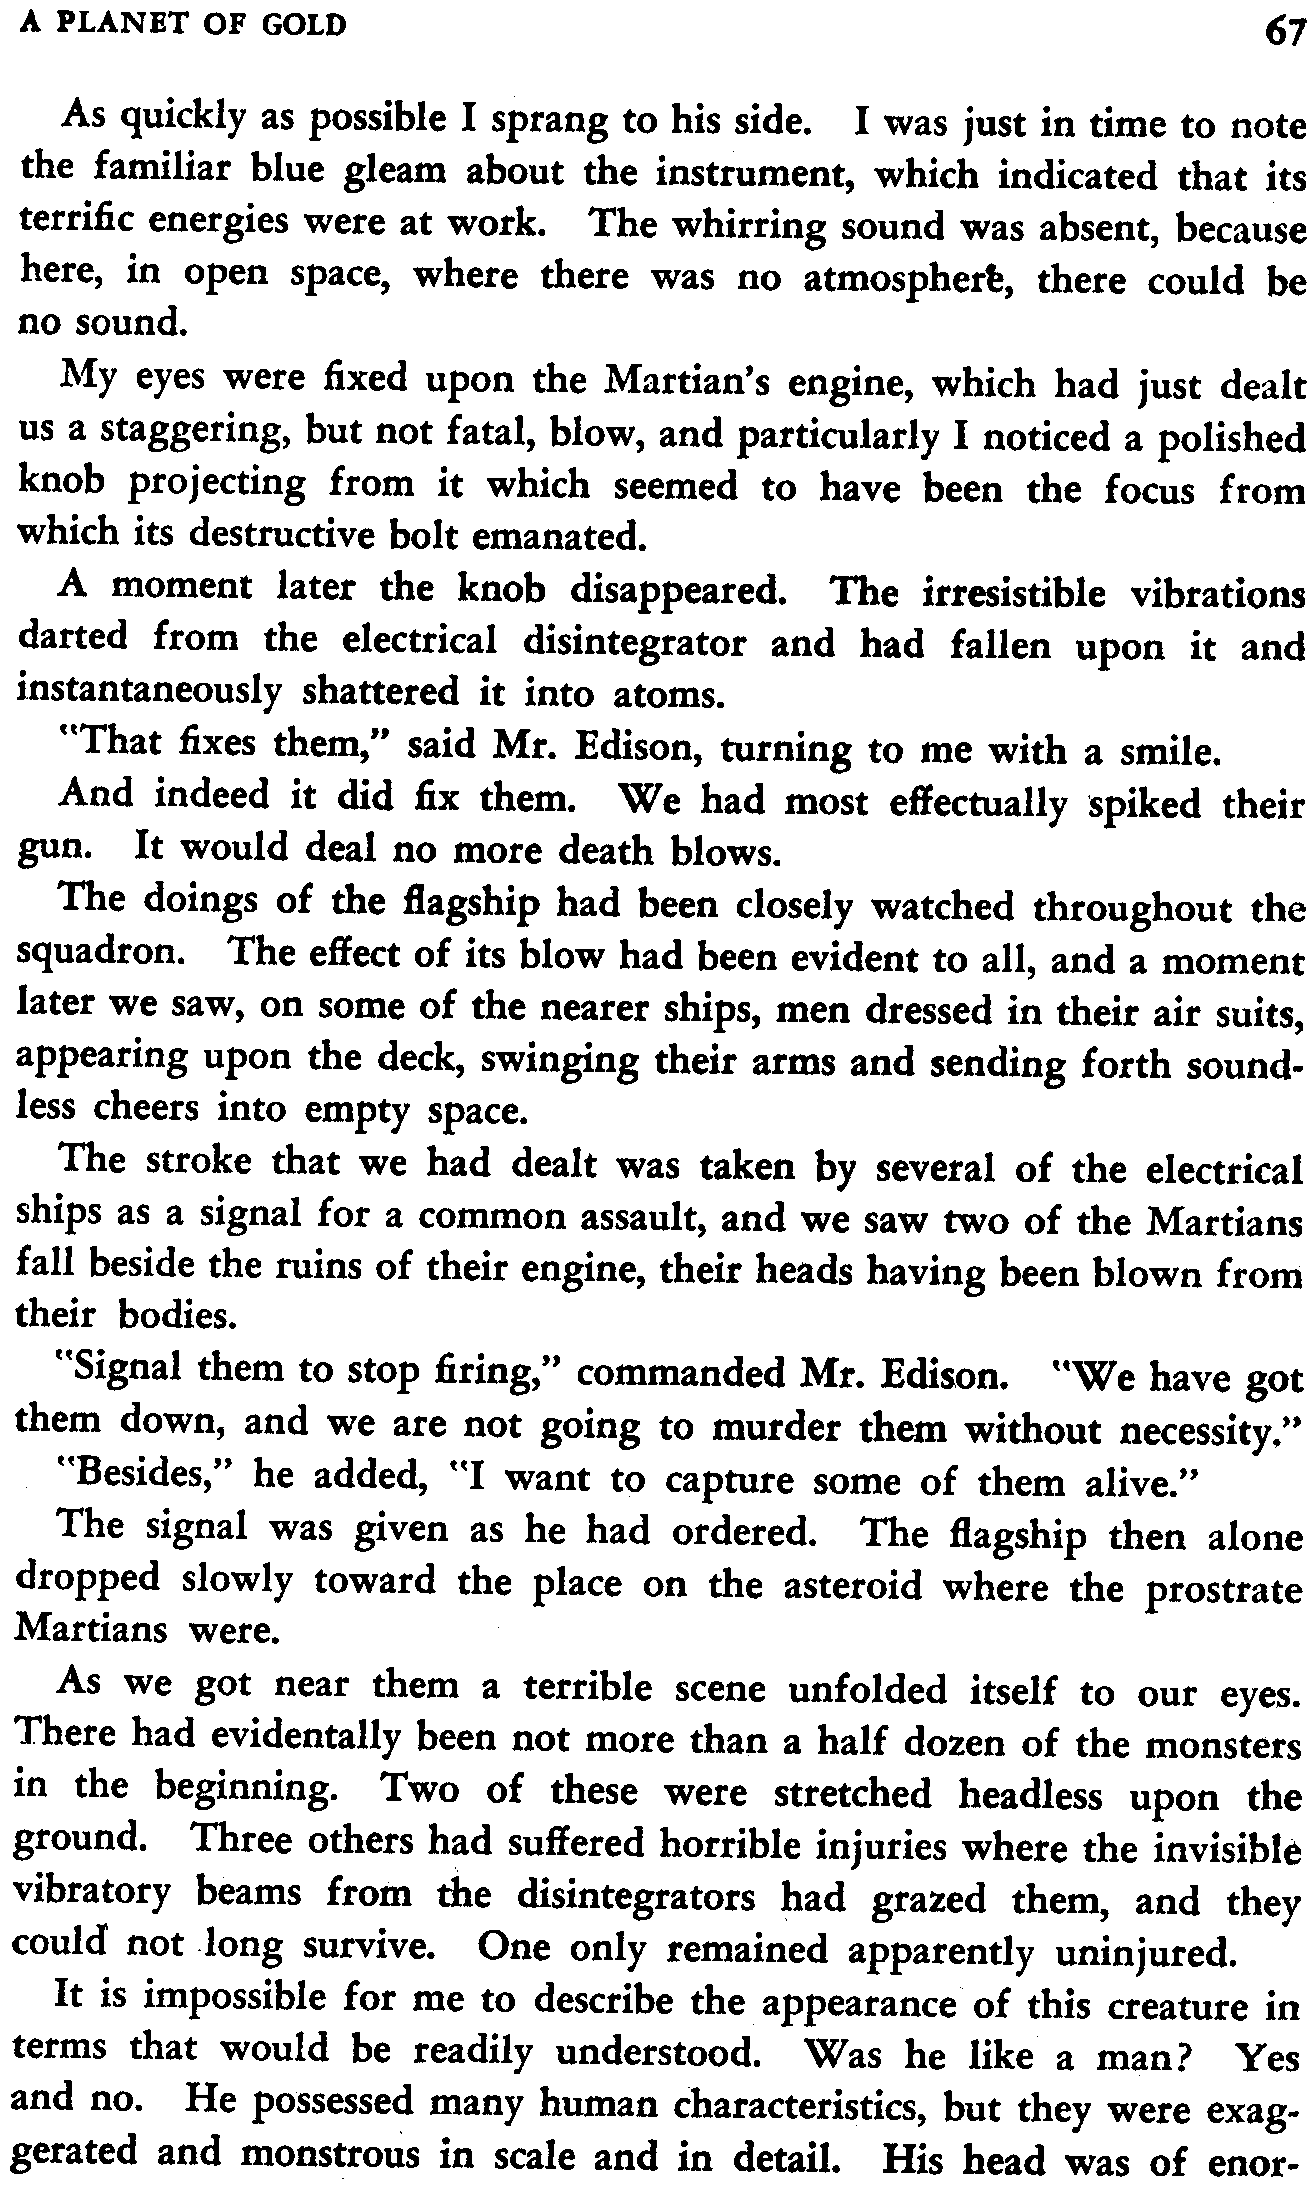 A PLANET OF GOLD 67
As quickly as possible I sprang to his side. I was just in time to note
the familiar blue gleam about the instrument, which indicated that its
terrific energies were at work. The whirring sound was absent, because
here, in open space, where there was no atmosphere, there could be
no sound.
My eyes were fixed upon the Martian's engine, which had just dealt
us a staggering, but not fatal, blow, and particularly I noticed a polished
knob projecting from it which seemed to have been the focus from
which its destructive bolt emanated.
A moment later the knob disappeared. The irresistible vibrations
darted from the electrical disintegrator and had fallen upon it and
instantaneously shattered it into atoms.
"That fixes them," said Mr. Edison, turning to me with a smile.
And indeed it did fix them. We had most effectually spiked their
gun. It would deal no more death blows.
The doings of the flagship had been closely watched throughout the
squadron. The effect of its blow had been evident to all, and a moment
later we saw, on some of the nearer ships, men dressed in their air suits,
appearing upon the deck, swinging their arms and sending forth sound-
less cheers into empty space.
The stroke that we had dealt was taken by several of the electrical
ships as a signal for a common assault, and we saw two of the Martians
fall beside the ruins of their engine, their heads having been blown from
their bodies.
"Signal them to stop firing," commanded Mr. Edison. "We have got
them down, and we are not going to murder them without necessity."
"Besides," he added, "I want to capture some of them alive."
The signal was given as he had ordered. The flagship then alone
dropped slowly toward the place on the asteroid where the prostrate
Martians were.
As we got near them a terrible scene unfolded itself to our eyes.
There had evidentally been not more than a half dozen of the monsters
in the beginning. Two of these were stretched headless upon the
ground. Three others had suffered horrible injuries where the invisible
vibratory beams from the disintegrators had grazed them, and they
could not long survive. One only remained apparently uninjured.
It is impossible for me to describe the appearance of this creature in
terms that would be readily understood. Was he like a man? Yes
and no. He possessed many human characteristics, but they were exag-
gerated and monstrous in scale and in detail. His head was of enor-